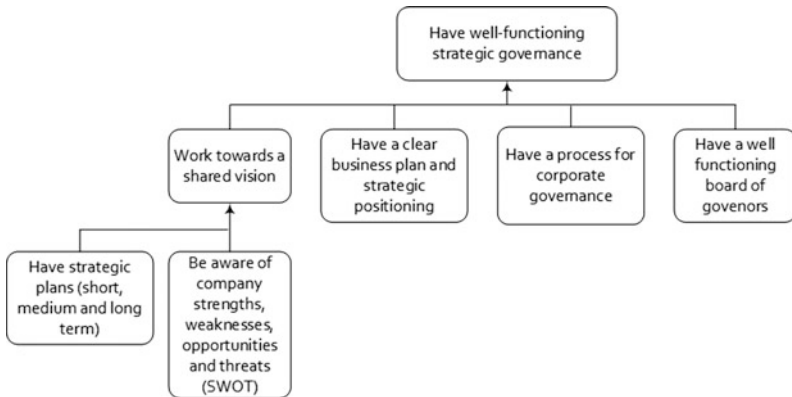 Have well-functioning
strategic governance
Work towards a
shared vision
Have a clear
business plan and
strategic
positioning
Have a process for
corporate
governance
Have a well
functioning
board of
govenors
Have strategic
plans (short,
medium and long
term)
Be aware of
company
strengths,
weaknesses,
opportunities
and threats
(SWOT)